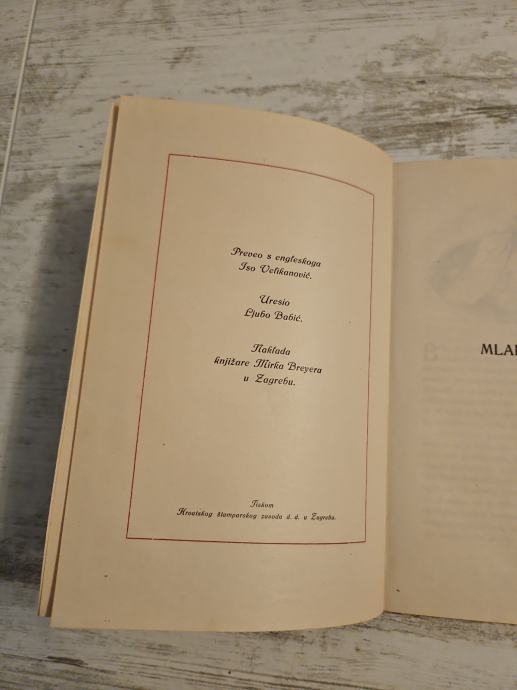 Preveo s engleskoga
Iso Velikanović.
Uresio
Ljubo Babić.
Naklada
knjižare Mirka Breyera
u Zagrebu.
Tiskom
Hrvatskog štamparskog zavoda d. d. u Zagrebu.
MLA